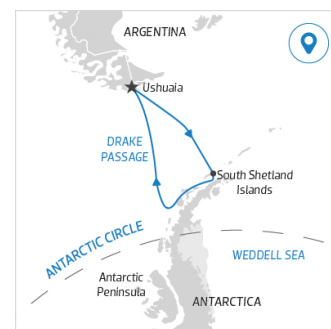 ARGENTINA
Ushuaia
DRAKE
PASSAGE
South Shetland
Islands
ANTARCTIC CIRCLE
WEDDELL SEA
Antarctic
Peninsula
ANTARCTICA